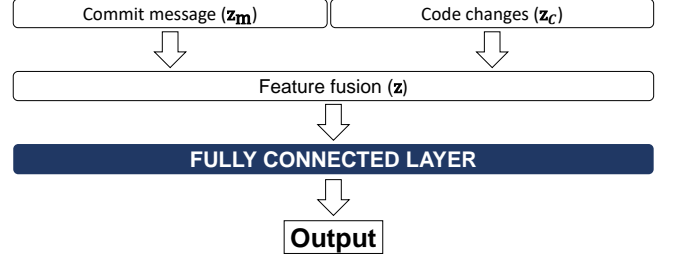 Commit message (z𝐦)
Code changes (z𝐶)
Feature fusion (z)
FULLY CONNECTED LAYER
Output